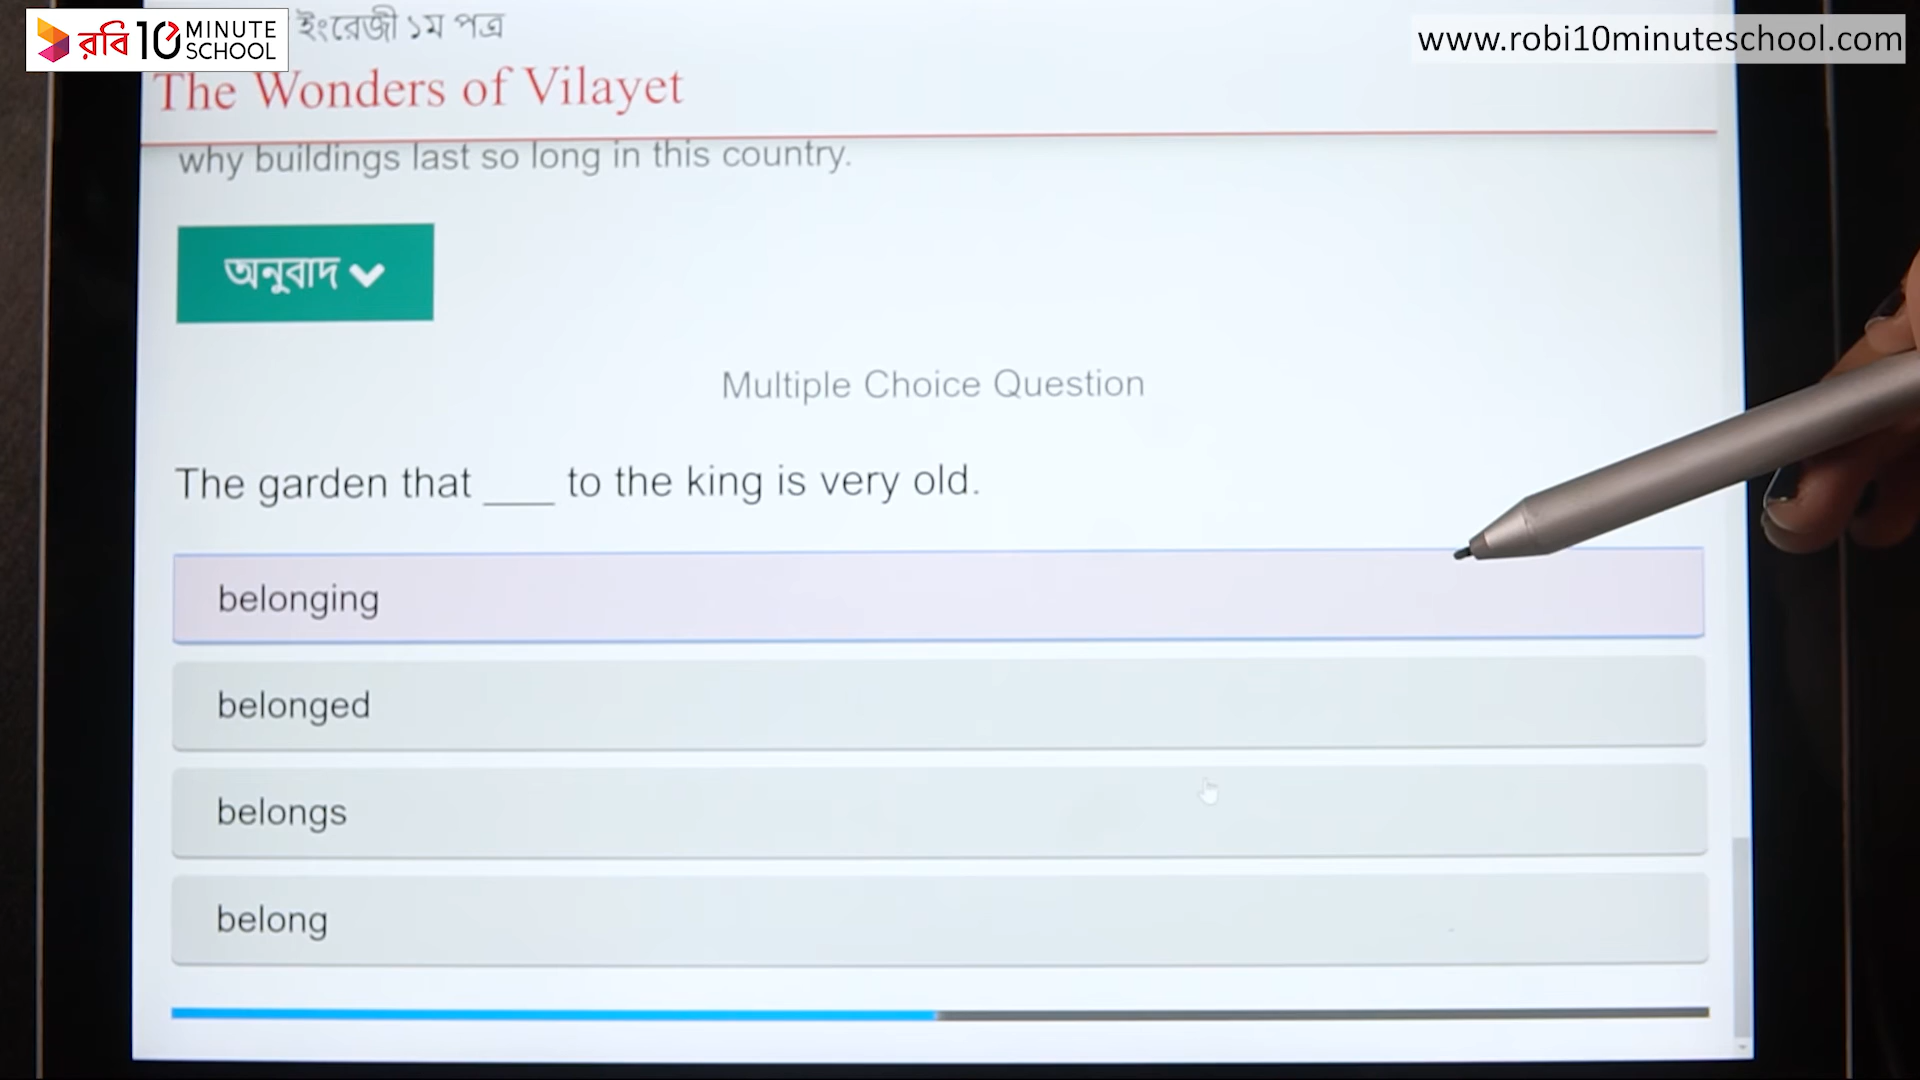 রবি 10 MINUTE SCHOOL
ইংরেজী ১ম পত্র
www.robi10minuteschool.com
The Wonders of Vilayet
why buildings last so long in this country.
অনুবাদ
Multiple Choice Question
The garden that ____ to the king is very old.
belonging
belonged
belongs
belong